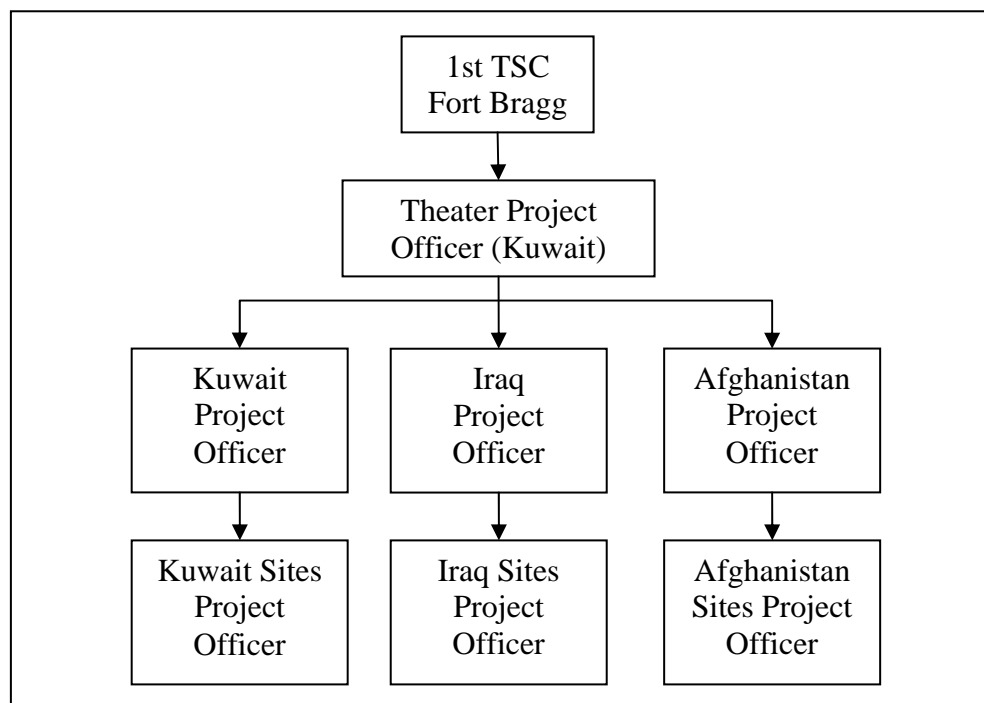 1st TSC
Fort Bragg
Theater Project
Officer (Kuwait)
Kuwait
Project
Officer
Iraq
Project
Officer
Afghanistan
Project
Officer
Kuwait Sites
Project
Officer
Iraq Sites
Project
Officer
Afghanistan
Sites Project
Officer